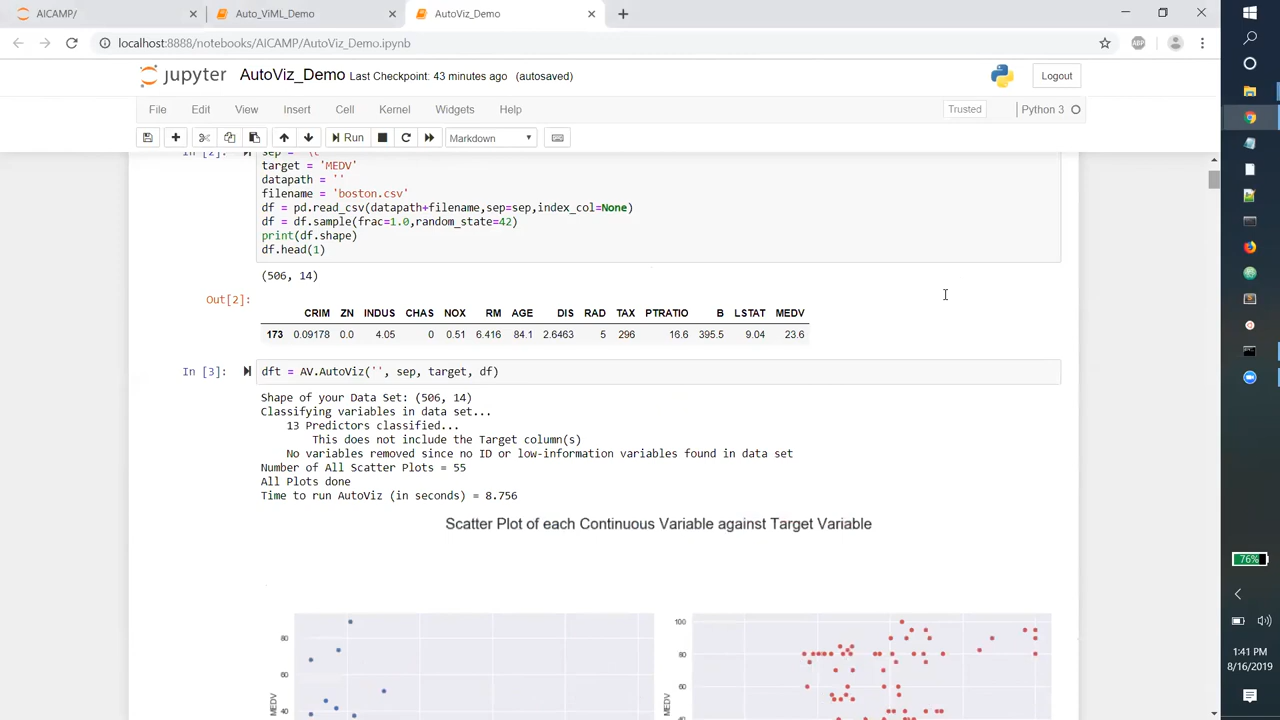 AICAMP/
Auto_ViML_Demo
AutoViz_Demo
localhost:8888/notebooks/AICAMP/AutoViz_Demo.ipynb
ABP
jupyter AutoViz_Demo Last Checkpoint: 43 minutes ago (autosaved)
Logout
File Edit View Insert Cell Kernel Widgets Help
Trusted
Python 3
Run
Markdown
In [2]:
target = 'MEDV'
datapath = ''
filename = 'boston.csv'
df = pd.read_csv(datapath+filename,sep=sep,index_col=None)
df = df.sample(frac=1.0,random_state=42)
print(df.shape)
df.head(1)
(506, 14)
Out[2]:
CRIM ZN INDUS CHAS NOX RM AGE DIS RAD TAX PTRATIO B LSTAT MEDV
173 0.09178 0.0 4.05 0 0.51 6.416 84.1 2.6463 5 296 16.6 395.5 9.04 23.6
In [3]:
dft = AV.AutoViz('', sep, target, df)
Shape of your Data Set: (506, 14)
Classifying variables in data set...
13 Predictors classified...
This does not include the Target column(s)
No variables removed since no ID or low-information variables found in data set
Number of All Scatter Plots = 55
All Plots done
Time to run AutoViz (in seconds) = 8.756
Scatter Plot of each Continuous Variable against Target Variable
80
60
40
MEDV
100
80
60
40
MEDV
76%
1:41 PM
8/16/2019